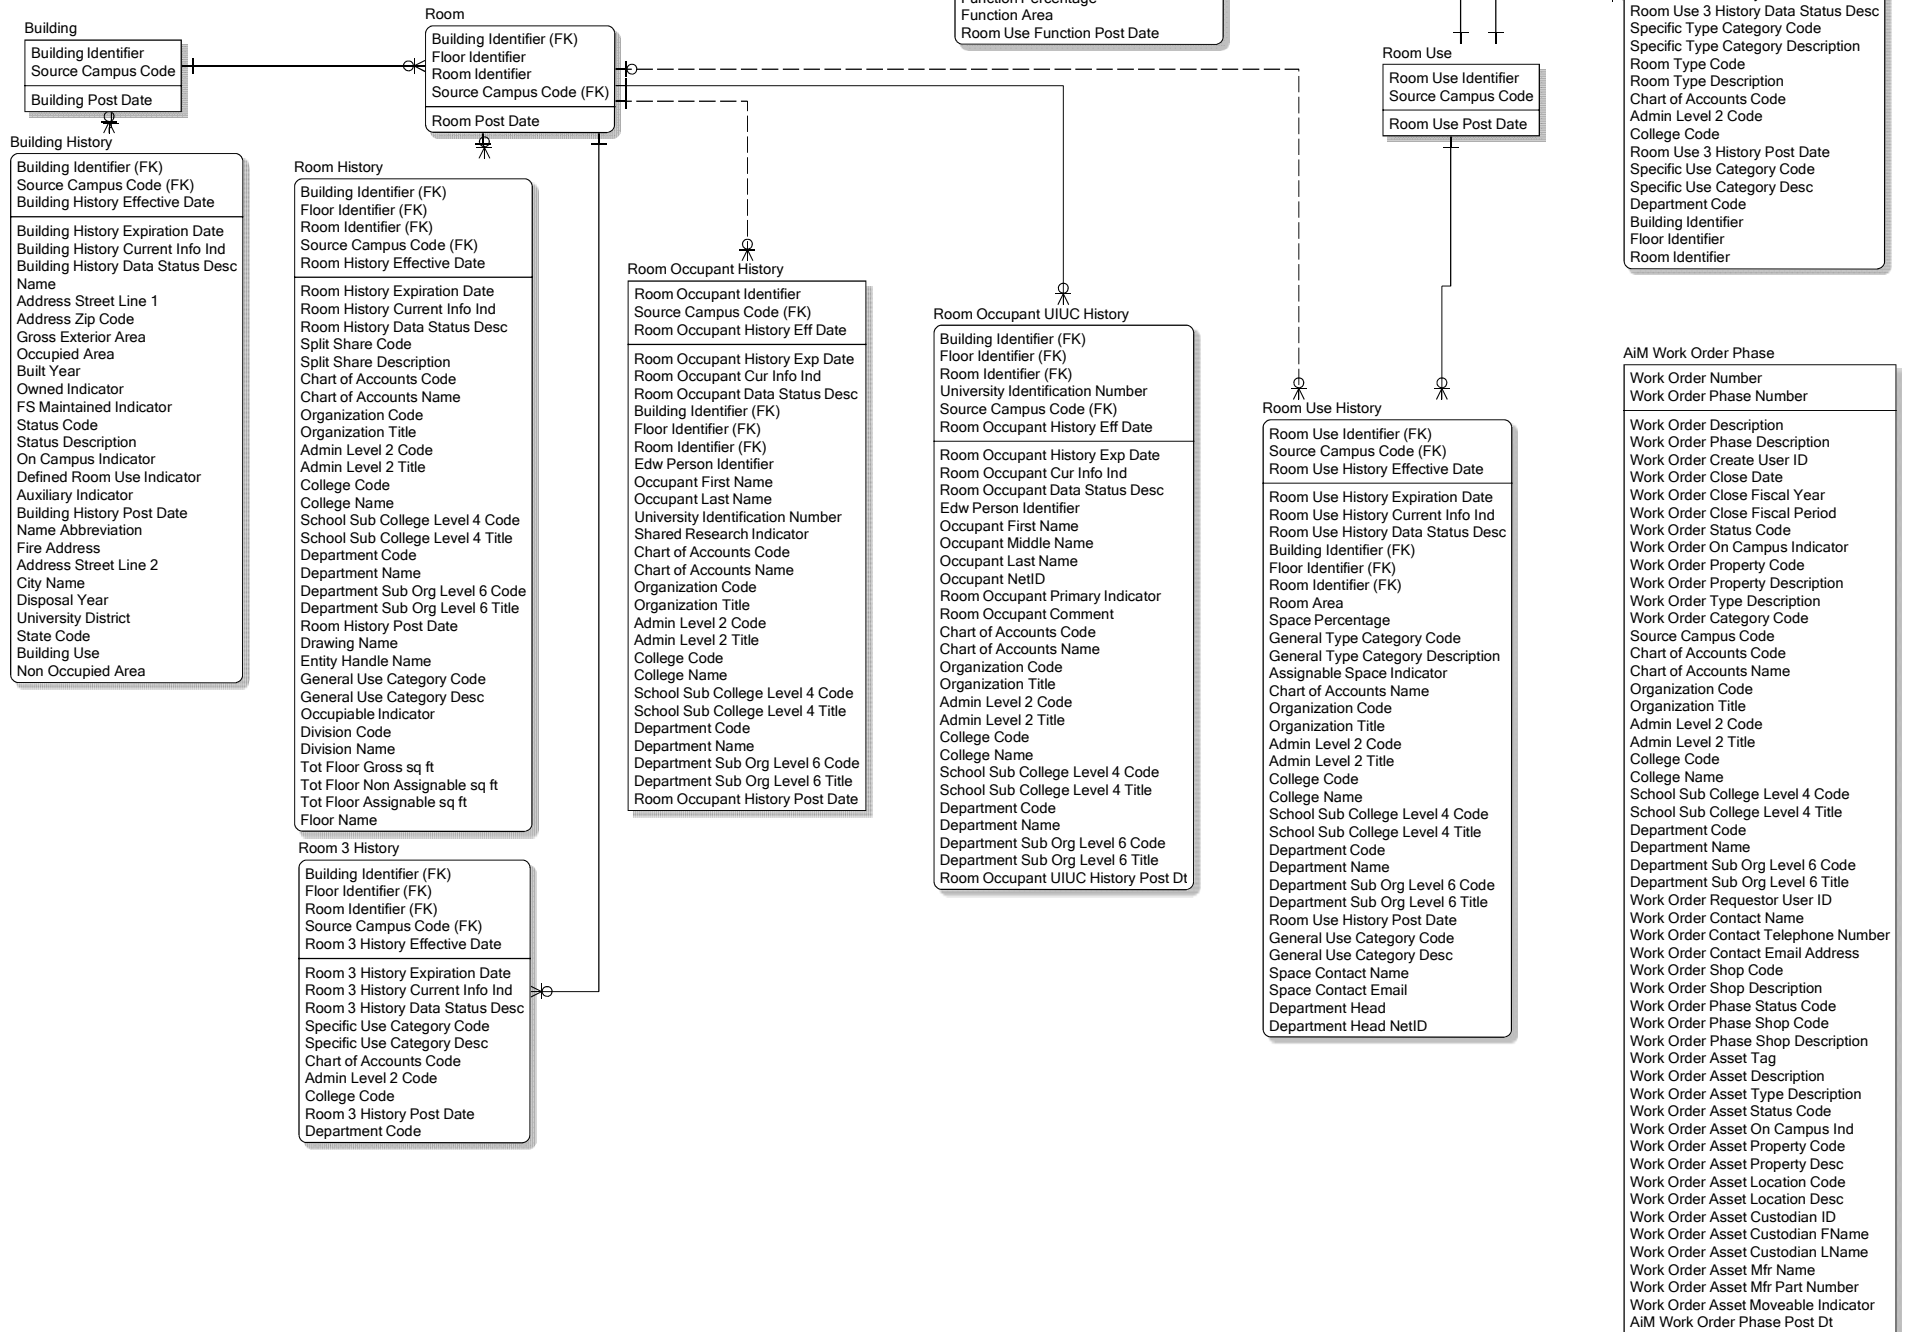 Building
Building Identifier
Source Campus Code
Building Post Date
Building History
Building Identifier (FK)
Source Campus Code (FK)
Building History Effective Date
Building History Expiration Date
Building History Current Info Ind
Building History Data Status Desc
Name
Address Street Line 1
Address Zip Code
Gross Exterior Area
Occupied Area
Built Year
Owned Indicator
FS Maintained Indicator
Status Code
Status Description
On Campus Indicator
Defined Room Use Indicator
Auxiliary Indicator
Building History Post Date
Name Abbreviation
Fire Address
Address Street Line 2
City Name
Disposal Year
University District
State Code
Building Use
Non Occupied Area
Room
Building Identifier (FK)
Floor Identifier
Room Identifier
Source Campus Code (FK)
Room Post Date
Room History
Building Identifier (FK)
Floor Identifier (FK)
Room Identifier (FK)
Source Campus Code (FK)
Room History Effective Date
Room History Expiration Date
Room History Current Info Ind
Room History Data Status Desc
Split Share Code
Split Share Description
Chart of Accounts Code
Chart of Accounts Name
Organization Code
Organization Title
Admin Level 2 Code
Admin Level 2 Title
College Code
College Name
School Sub College Level 4 Code
School Sub College Level 4 Title
Department Code
Department Name
Department Sub Org Level 6 Code
Department Sub Org Level 6 Title
Room History Post Date
Drawing Name
Entity Handle Name
General Use Category Code
General Use Category Desc
Occupiable Indicator
Division Code
Division Name
Tot Floor Gross sq ft
Tot Floor Non Assignable sq ft
Tot Floor Assignable sq ft
Floor Name
Room 3 History
Building Identifier (FK)
Floor Identifier (FK)
Room Identifier (FK)
Source Campus Code (FK)
Room 3 History Effective Date
Room 3 History Expiration Date
Room 3 History Current Info Ind
Room 3 History Data Status Desc
Specific Use Category Code
Specific Use Category Desc
Chart of Accounts Code
Admin Level 2 Code
College Code
Room 3 History Post Date
Department Code
Room Occupant History
Room Occupant Identifier
Source Campus Code (FK)
Room Occupant History Eff Date
Room Occupant History Exp Date
Room Occupant Cur Info Ind
Room Occupant Data Status Desc
Building Identifier (FK)
Floor Identifier (FK)
Room Identifier (FK)
Edw Person Identifier
Occupant First Name
Occupant Last Name
University Identification Number
Shared Research Indicator
Chart of Accounts Code
Chart of Accounts Name
Organization Code
Organization Title
Admin Level 2 Code
Admin Level 2 Title
College Code
College Name
School Sub College Level 4 Code
School Sub College Level 4 Title
Department Code
Department Name
Department Sub Org Level 6 Code
Department Sub Org Level 6 Title
Room Occupant History Post Date
Function Percentage
Function Area
Room Use Function Post Date
Room Occupant UIUC History
Building Identifier (FK)
Floor Identifier (FK)
Room Identifier (FK)
University Identification Number
Source Campus Code (FK)
Room Occupant History Eff Date
Room Occupant History Exp Date
Room Occupant Cur Info Ind
Room Occupant Data Status Desc
Edw Person Identifier
Occupant First Name
Occupant Middle Name
Occupant Last Name
Occupant NetID
Room Occupant Primary Indicator
Room Occupant Comment
Chart of Accounts Code
Chart of Accounts Name
Organization Code
Organization Title
Admin Level 2 Code
Admin Level 2 Title
College Code
College Name
School Sub College Level 4 Code
School Sub College Level 4 Title
Department Code
Department Name
Department Sub Org Level 6 Code
Department Sub Org Level 6 Title
Room Occupant UIUC History Post Dt
Room Use
Room Use Identifier
Source Campus Code
Room Use Post Date
Room Use History
Room Use Identifier (FK)
Source Campus Code (FK)
Room Use History Effective Date
Room Use History Expiration Date
Room Use History Current Info Ind
Room Use History Data Status Desc
Building Identifier (FK)
Floor Identifier (FK)
Room Identifier (FK)
Room Area
Space Percentage
General Type Category Code
General Type Category Description
Assignable Space Indicator
Chart of Accounts Name
Organization Code
Organization Title
Admin Level 2 Code
Admin Level 2 Title
College Code
College Name
School Sub College Level 4 Code
School Sub College Level 4 Title
Department Code
Department Name
Department Sub Org Level 6 Code
Department Sub Org Level 6 Title
Room Use History Post Date
General Use Category Code
General Use Category Desc
Space Contact Name
Space Contact Email
Department Head
Department Head NetID
Room Use 3 History Data Status Desc
Specific Type Category Code
Specific Type Category Description
Room Type Code
Room Type Description
Chart of Accounts Code
Admin Level 2 Code
College Code
Room Use 3 History Post Date
Specific Use Category Code
Specific Use Category Desc
Department Code
Building Identifier
Floor Identifier
Room Identifier
AiM Work Order Phase
Work Order Number
Work Order Phase Number
Work Order Description
Work Order Phase Description
Work Order Create User ID
Work Order Close Date
Work Order Close Fiscal Year
Work Order Close Fiscal Period
Work Order Status Code
Work Order On Campus Indicator
Work Order Property Code
Work Order Property Description
Work Order Type Description
Work Order Category Code
Source Campus Code
Chart of Accounts Code
Chart of Accounts Name
Organization Code
Organization Title
Admin Level 2 Code
Admin Level 2 Title
College Code
College Name
School Sub College Level 4 Code
School Sub College Level 4 Title
Department Code
Department Name
Department Sub Org Level 6 Code
Department Sub Org Level 6 Title
Work Order Requestor User ID
Work Order Contact Name
Work Order Contact Telephone Number
Work Order Contact Email Address
Work Order Shop Code
Work Order Shop Description
Work Order Phase Status Code
Work Order Phase Shop Code
Work Order Phase Shop Description
Work Order Asset Tag
Work Order Asset Description
Work Order Asset Type Description
Work Order Asset Status Code
Work Order Asset On Campus Ind
Work Order Asset Property Code
Work Order Asset Property Desc
Work Order Asset Location Code
Work Order Asset Location Desc
Work Order Asset Custodian ID
Work Order Asset Custodian FName
Work Order Asset Custodian LName
Work Order Asset Mfr Name
Work Order Asset Mfr Part Number
Work Order Asset Moveable Indicator
AiM Work Order Phase Post Dt